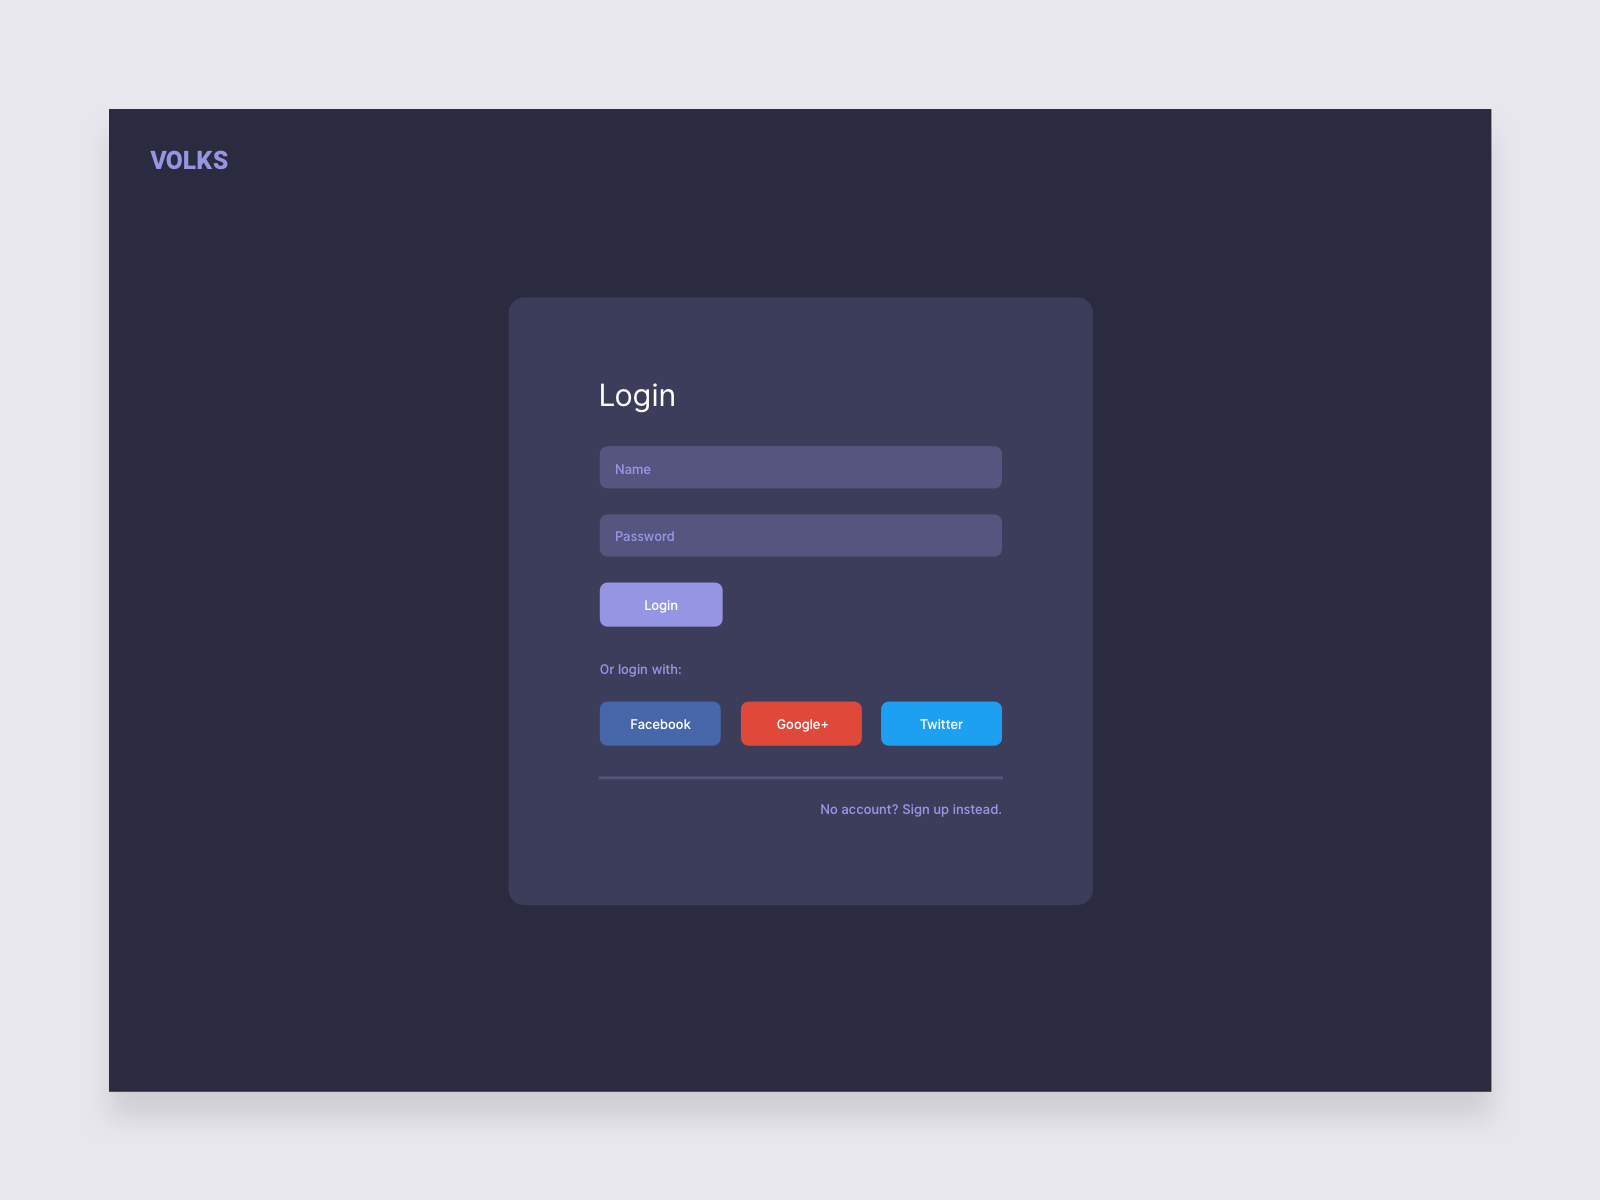 VOLKS
Login
Name
Password
Login
Or login with:
Facebook
Google+
Twitter
No account? Sign up instead.